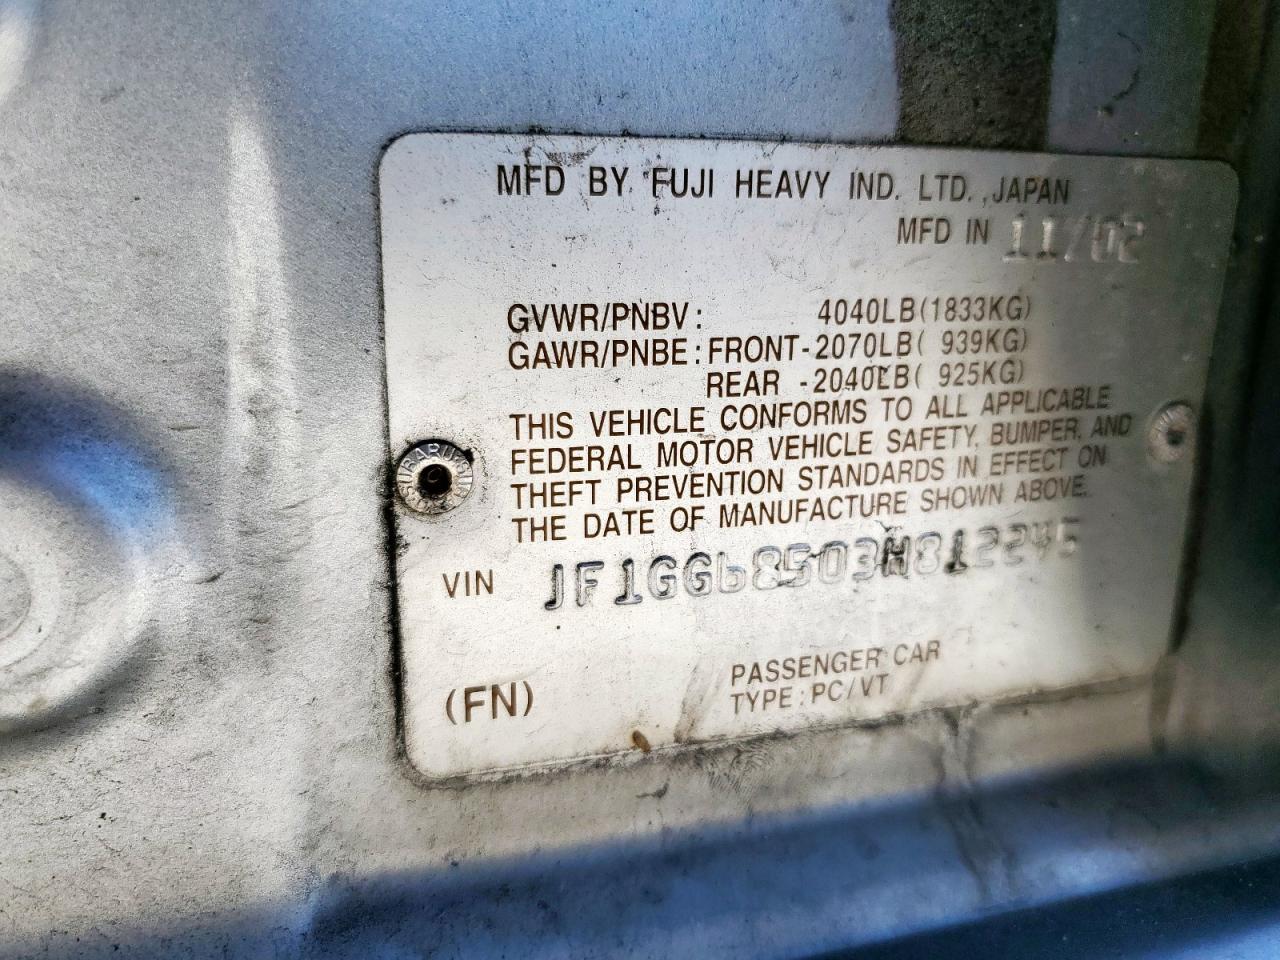 MFD BY FUJI HEAVY IND. LTD., JAPAN
MFD IN 11/02
GVWR/PNBV: 4040LB(1833KG)
GAWR/PNBE: FRONT-2070LB( 939KG)
REAR -2040LB( 925KG)
THIS VEHICLE CONFORMS TO ALL APPLICABLE
FEDERAL MOTOR VEHICLE SAFETY, BUMPER, AND
THEFT PREVENTION STANDARDS IN EFFECT ON
THE DATE OF MANUFACTURE SHOWN ABOVE.
VIN JF1GG68503H812245
(FN)
PASSENGER CAR
TYPE: PC/VT